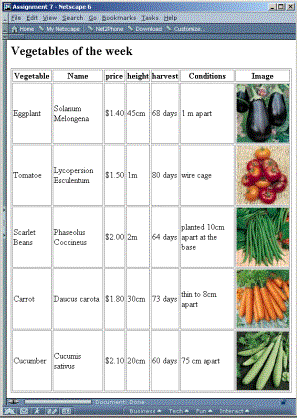 Assignment 7 - Netscape 6
File Edit View Search Go Bookmarks Tasks Help
Home My Netscape Net2Phone Download Customize...
Vegetables of the week
Vegetable Name price height harvest Conditions Image
Eggplant Solanum Melongena $1.40 45cm 68 days 1 m apart
Tomatoe Lycopersion Esculentum $1.50 1m 80 days wire cage
Scarlet Beans Phaseolus Coccineus $2.00 2m 64 days planted 10cm apart at the base
Carrot Daucus carota $1.80 30cm 73 days thin to 8cm apart
Cucumber Cucumis sativus $2.10 20cm 60 days 75 cm apart
Document: Done
Business Tech Fun Interact